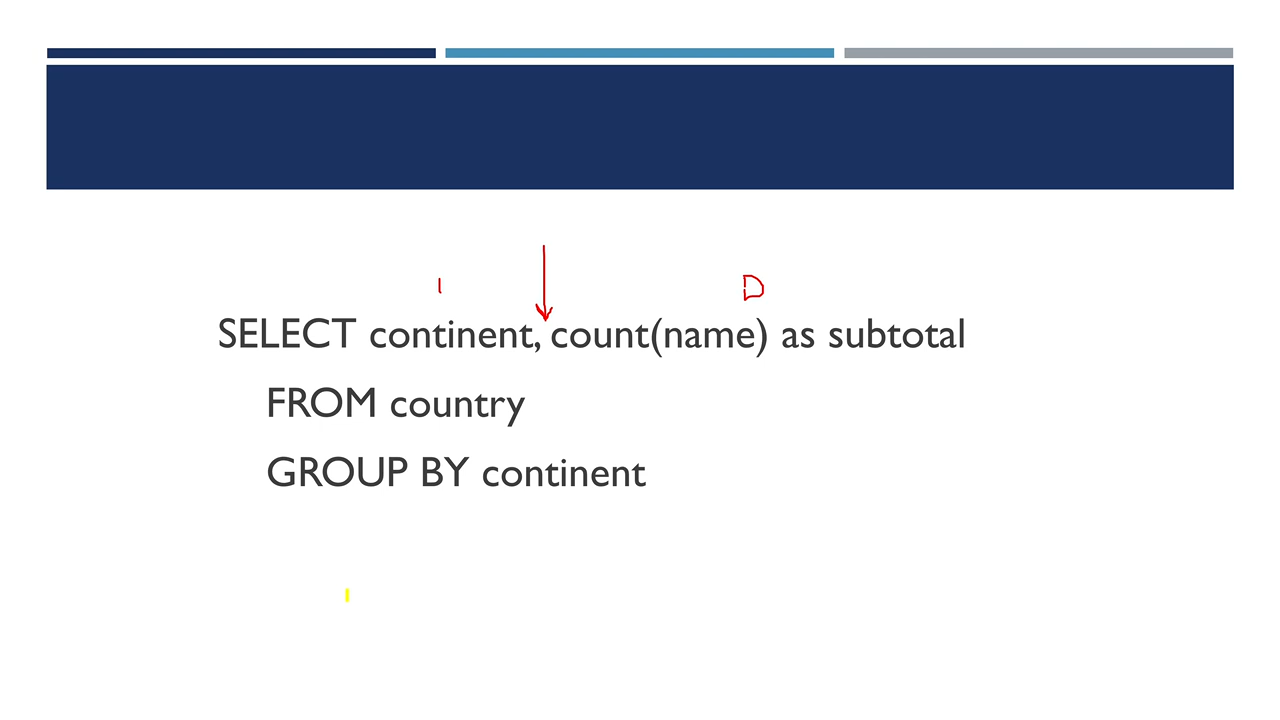 I D
SELECT continent, count(name) as subtotal
FROM country
GROUP BY continent